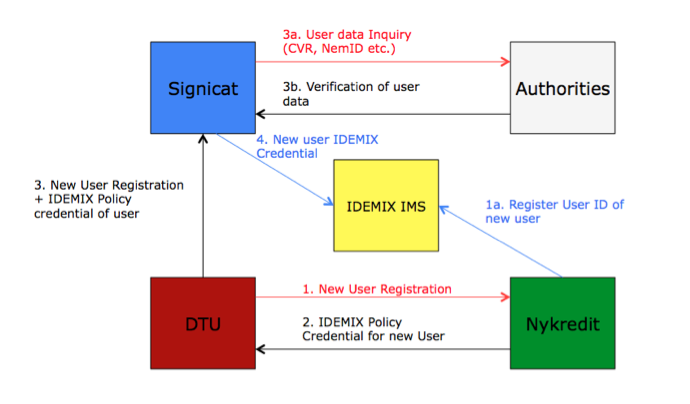 3a. User data Inquiry
(CVR, NemID etc.)
Signicat
Authorities
3b. Verification of user
data
4. New user IDEMIX
Credential
3. New User Registration
+ IDEMIX Policy
credential of user
IDEMIX IMS
1a. Register User ID of
new user
1. New User Registration
DTU
2. IDEMIX Policy
Credential for new User
Nykredit